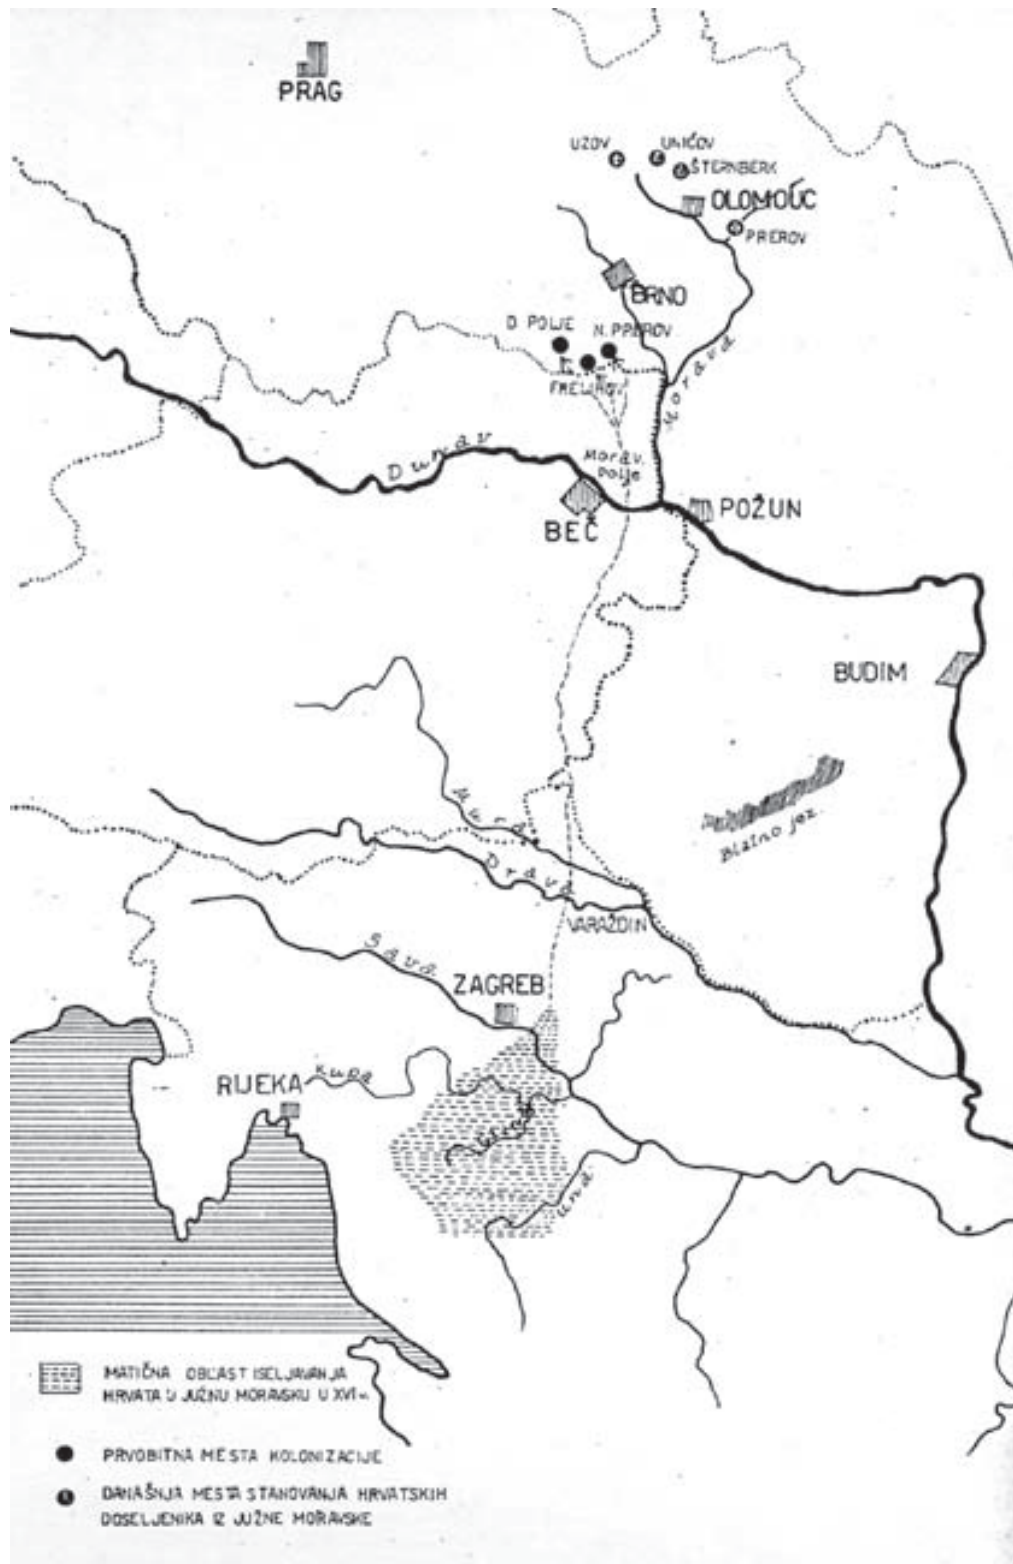 PRAG
UZOV
UNIČOV
ŠTERNBERK
OLOMOUC
PREROV
BRNO
D. POLJE
N. PREROV
Morava
Dunav
Morav.
Polje
BEČ
POŽUN
BUDIM
Mura
Blatno jez.
Drava
VARAŽDIN
Sava
ZAGREB
Kupa
RIJEKA
Una
MATIČNA OBLAST ISELJAVANJA
HRVATA U JUŽNU MORAVSKU U XVI v.
PRVOBITNA MESTA KOLONIZACIJE
DANAŠNJA MESTA STANOVANJA HRVATSKIH
DOSELJENIKA IZ JUŽNE MORAVSKE